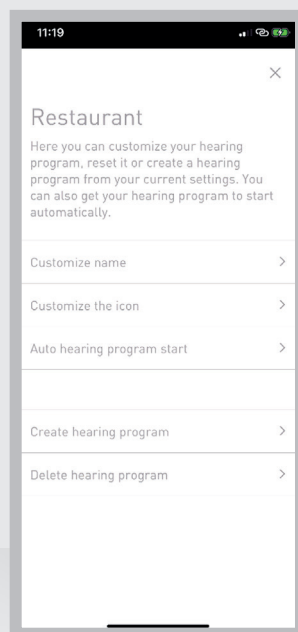 11:19
Restaurant
Here you can customize your hearing
program, reset it or create a hearing
program from your current settings. You
can also get your hearing program to start
automatically.
Customize name
Customize the icon
Auto hearing program start
Create hearing program
Delete hearing program